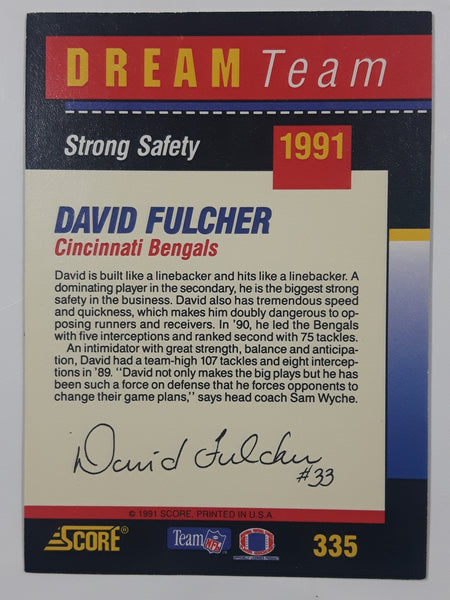 DREAM Team
Strong Safety
1991
DAVID FULCHER
Cincinnati Bengals
David is built like a linebacker and hits like a linebacker. A
dominating player in the secondary, he is the biggest strong
safety in the business. David also has tremendous speed
and quickness, which makes him doubly dangerous to op-
posing runners and receivers. In '90, he led the Bengals
with five interceptions and ranked second with 75 tackles.
An intimidator with great strength, balance and anticipa-
tion, David had a team-high 107 tackles and eight intercep-
tions in '89. "David not only makes the big plays but he has
been such a force on defense that he forces opponents to
change their game plans," says head coach Sam Wyche.
David Fulcher
#33
© 1991 SCORE, PRINTED IN U.S.A.
SCORE®
Team NFL
335